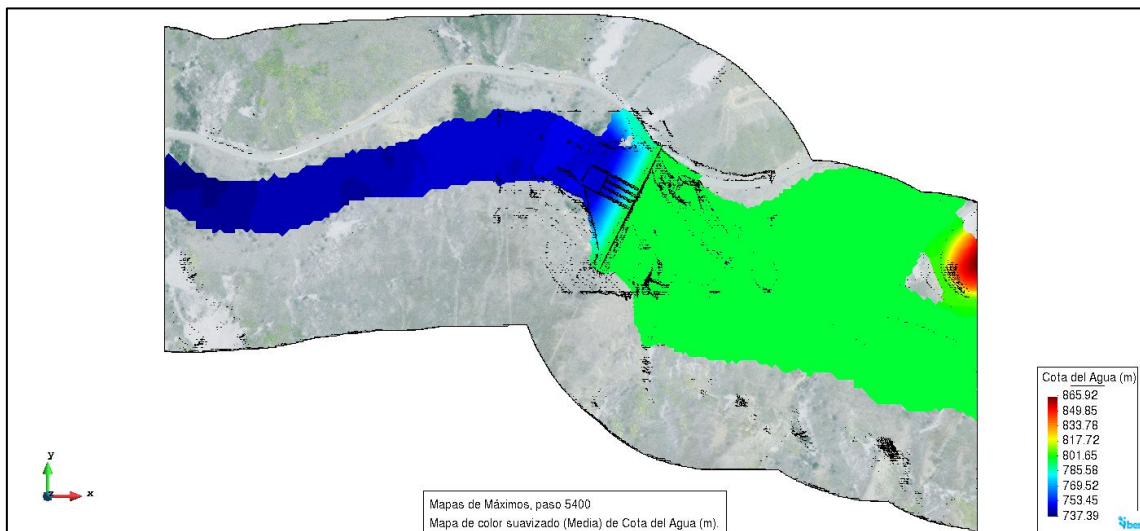 Cota del Agua (m)
865.92
849.85
833.78
817.72
801.65
785.58
769.52
753.45
737.39
y
z
x
Mapas de Máximos, paso 5400
Mapa de color suavizado (Media) de Cota del Agua (m).